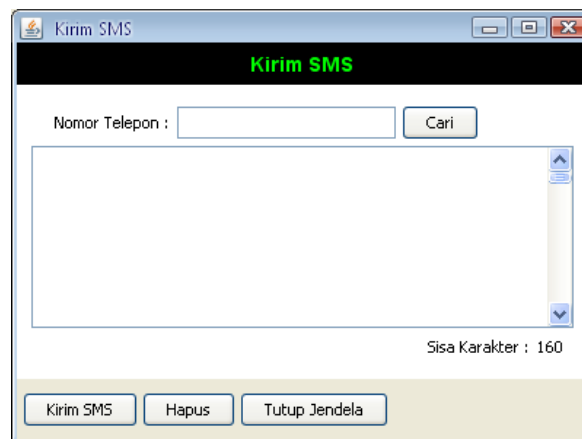 Kirim SMS
Kirim SMS
Nomor Telepon : Cari
Sisa Karakter : 160
Kirim SMS Hapus Tutup Jendela